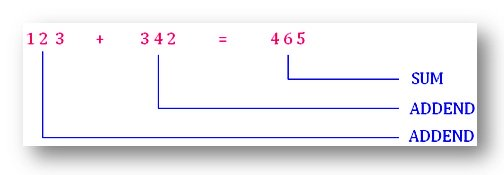 123 + 342 = 465
SUM
ADDEND
ADDEND